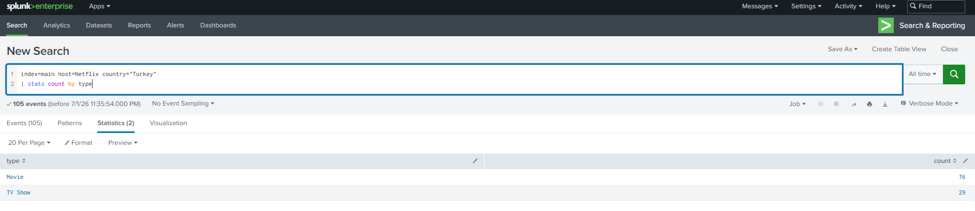 splunk>enterprise Apps Messages Settings Activity Help Find
Search Analytics Datasets Reports Alerts Dashboards Search & Reporting
New Search Save As Create Table View Close
1 index=main host=Netflix country="Turkey" All time
2 | stats count by type
105 events (before 7/1/26 11:35:54.000 PM) No Event Sampling Job Verbose Mode
Events (105) Patterns Statistics (2) Visualization
20 Per Page Format Preview
type count
Movie 76
TV Show 29